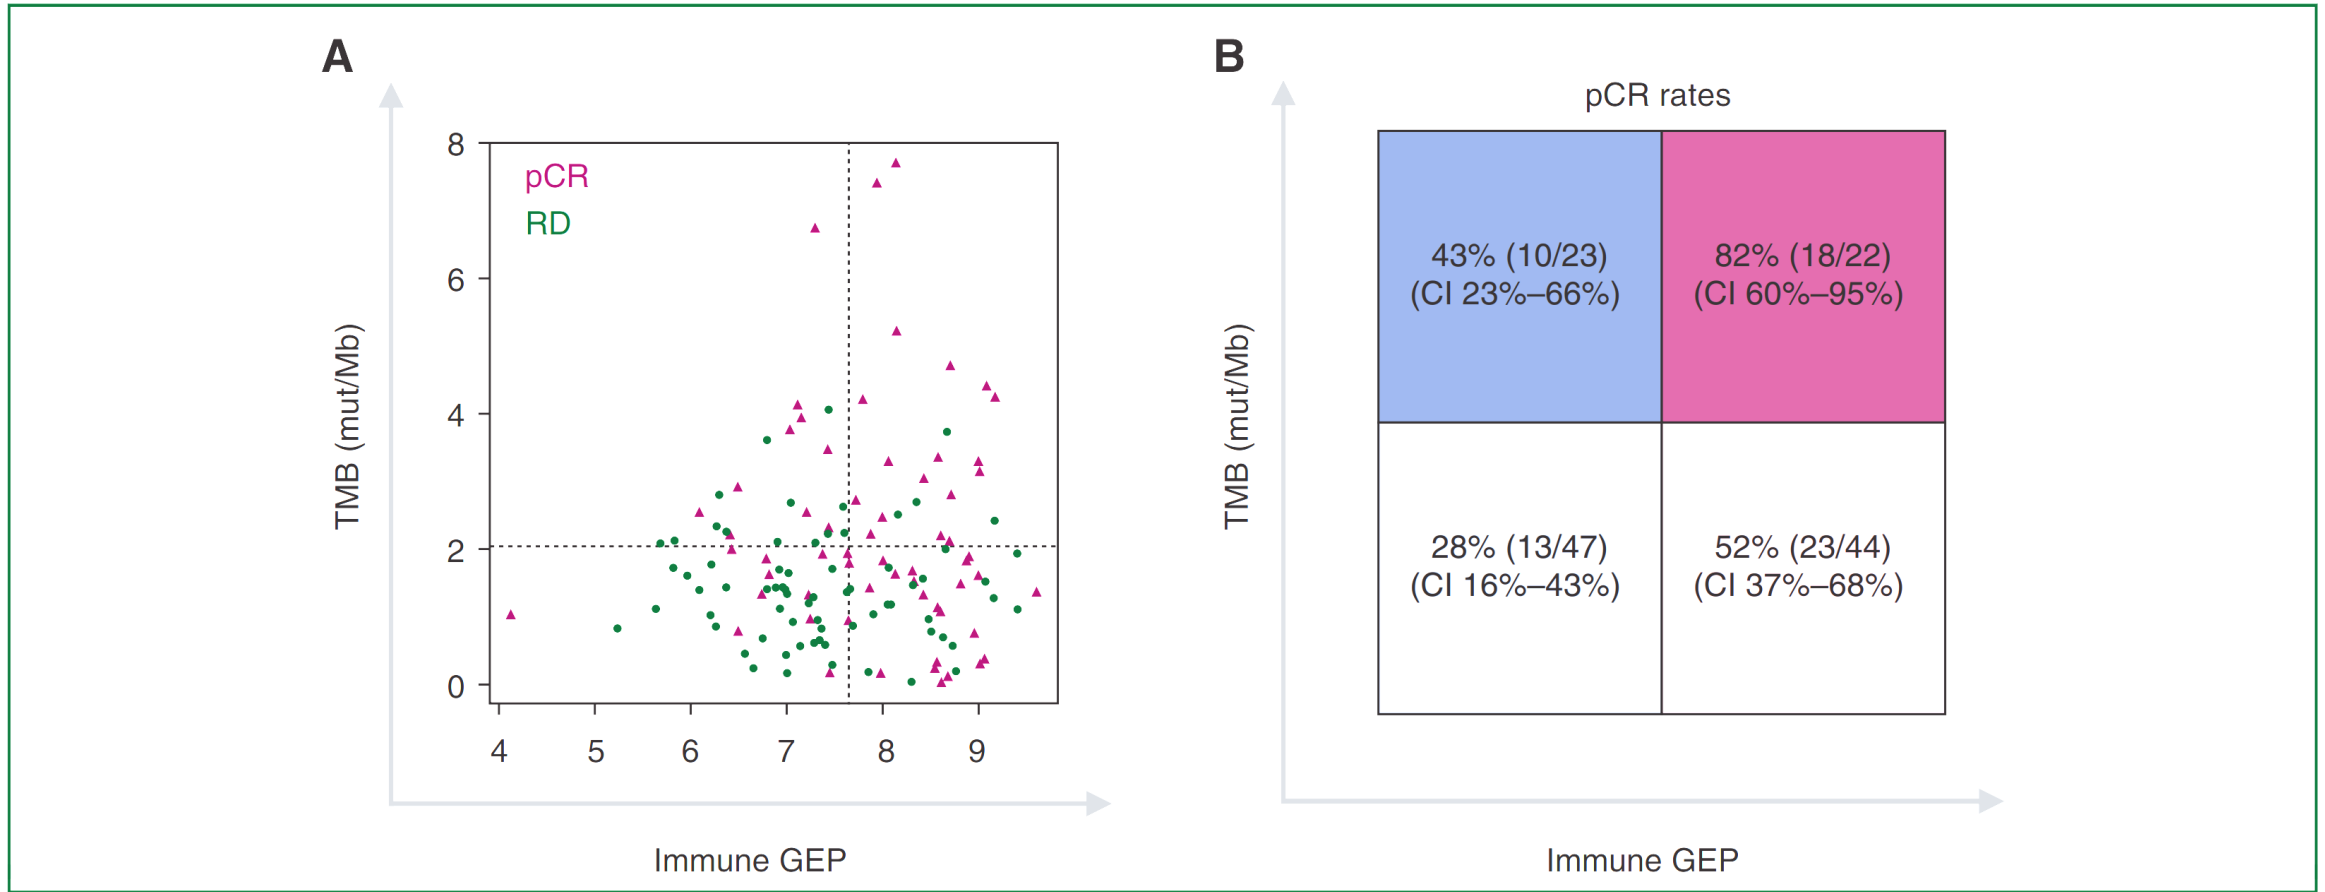 A
TMB (mut/Mb)
8
6
4
2
0
pCR
RD
4 5 6 7 8 9
Immune GEP
B
pCR rates
TMB (mut/Mb)
43% (10/23)
(CI 23%–66%)
82% (18/22)
(CI 60%–95%)
28% (13/47)
(CI 16%–43%)
52% (23/44)
(CI 37%–68%)
Immune GEP